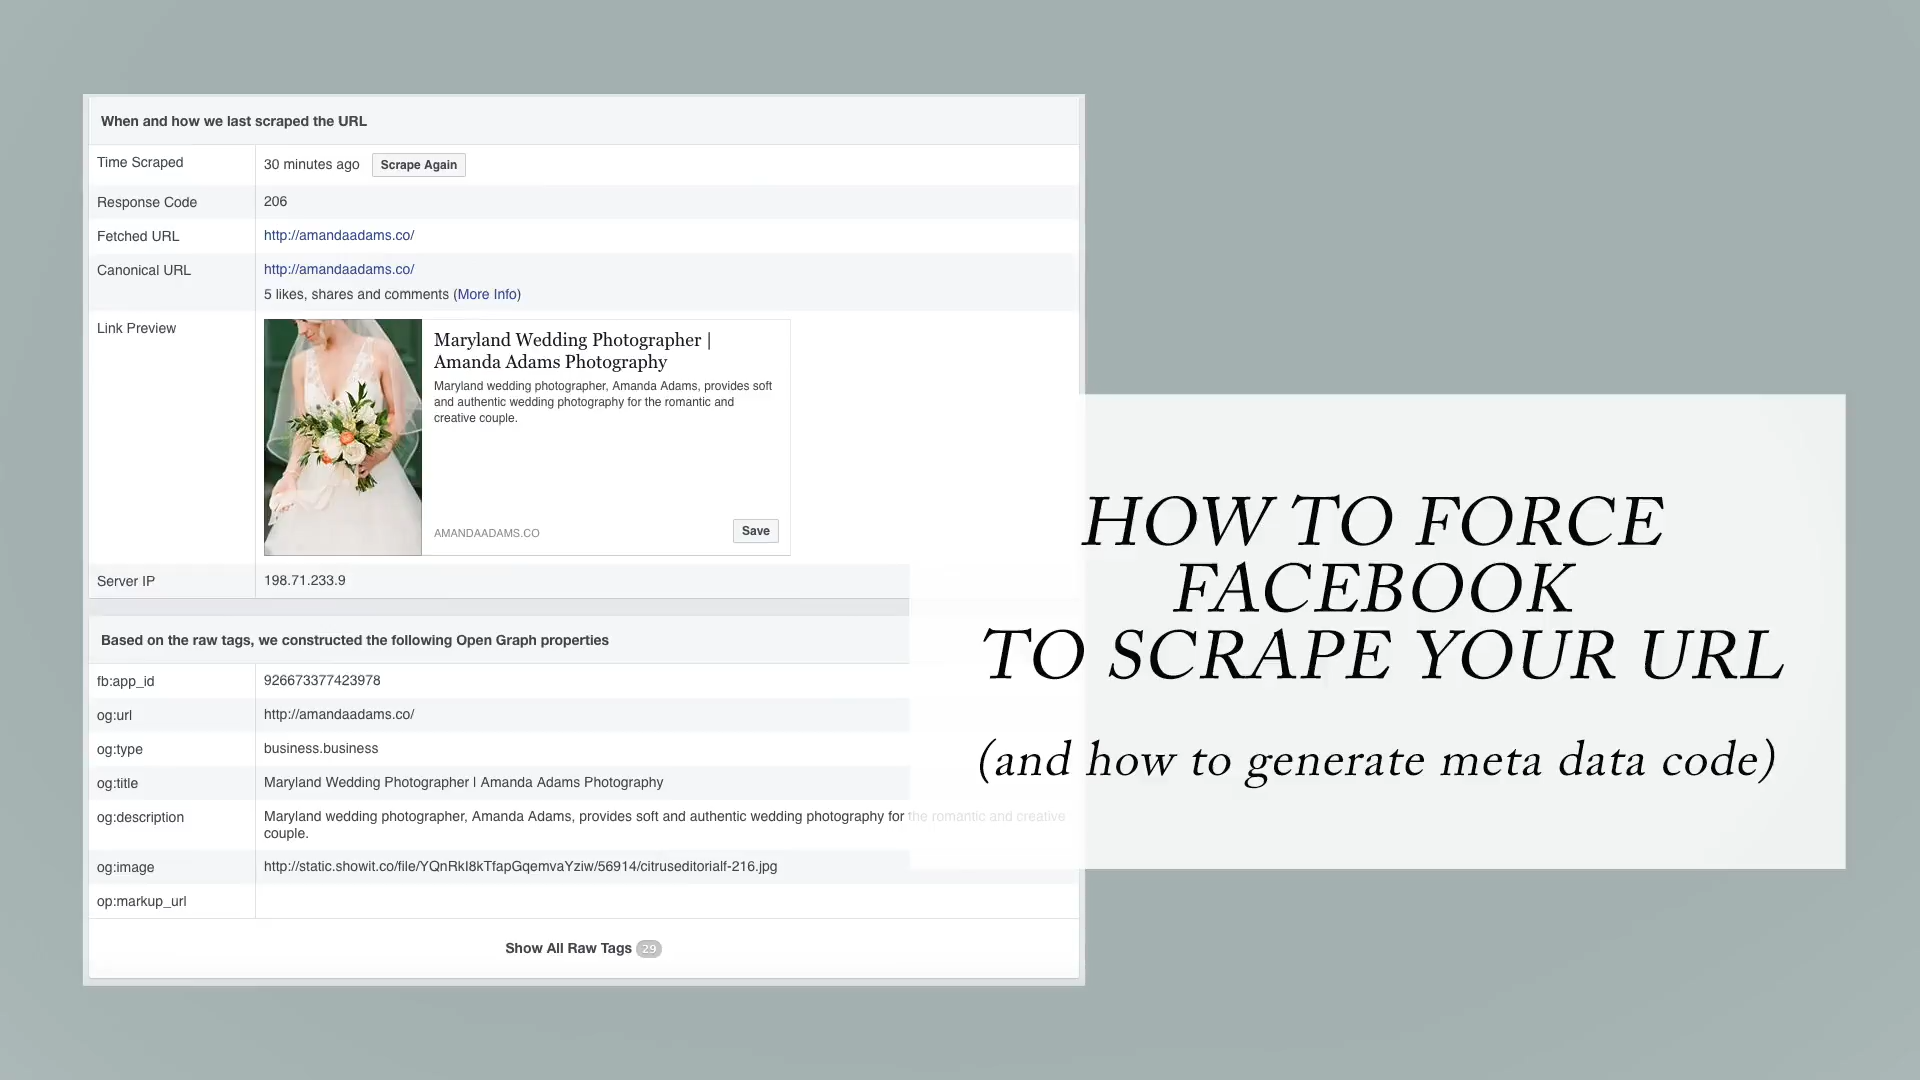 When and how we last scraped the URL
Time Scraped
30 minutes ago Scrape Again
Response Code
206
Fetched URL
http://amandaadams.co/
Canonical URL
http://amandaadams.co/
5 likes, shares and comments (More Info)
Link Preview
Maryland Wedding Photographer |
Amanda Adams Photography
Maryland wedding photographer, Amanda Adams, provides soft
and authentic wedding photography for the romantic and
creative couple.
AMANDAADAMS.CO
Save
Server IP
198.71.233.9
Based on the raw tags, we constructed the following Open Graph properties
fb:app_id
926673377423978
og:url
http://amandaadams.co/
og:type
business.business
og:title
Maryland Wedding Photographer | Amanda Adams Photography
og:description
Maryland wedding photographer, Amanda Adams, provides soft and authentic wedding photography for the romantic and creative
couple.
og:image
http://static.showit.co/file/YQnRkI8kTfapGqemvaYziw/56914/citruseditorialf-216.jpg
op:markup_url
Show All Raw Tags 29
HOW TO FORCE
FACEBOOK
TO SCRAPE YOUR URL
(and how to generate meta data code)